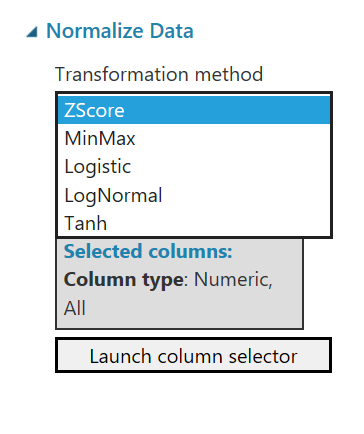 Normalize Data
Transformation method
ZScore
MinMax
Logistic
LogNormal
Tanh
Selected columns:
Column type: Numeric,
All
Launch column selector